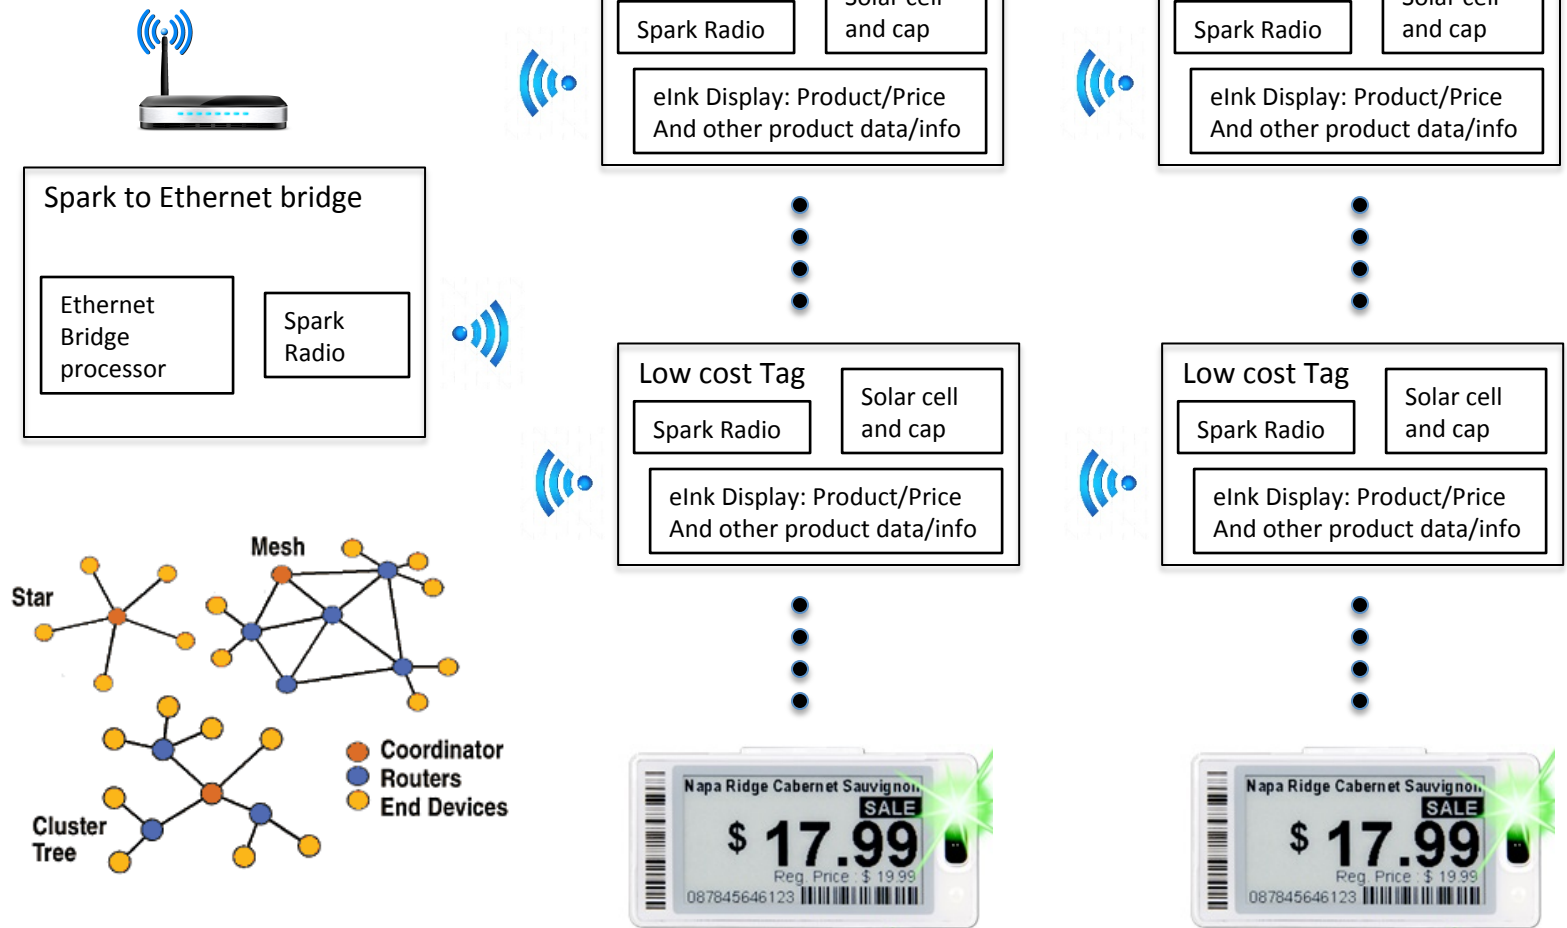 Solar cell
and cap
Spark Radio
eInk Display: Product/Price
And other product data/info
Solar cell
and cap
Spark Radio
eInk Display: Product/Price
And other product data/info
Spark to Ethernet bridge
Ethernet
Bridge
processor
Spark
Radio
Low cost Tag
Solar cell
and cap
Spark Radio
eInk Display: Product/Price
And other product data/info
Low cost Tag
Solar cell
and cap
Spark Radio
eInk Display: Product/Price
And other product data/info
Star
Mesh
Cluster
Tree
Coordinator
Routers
End Devices
Napa Ridge Cabernet Sauvignon
SALE
$ 17.99
Reg. Price : $ 19.99
087845646123
Napa Ridge Cabernet Sauvignon
SALE
$ 17.99
Reg. Price : $ 19.99
087845646123